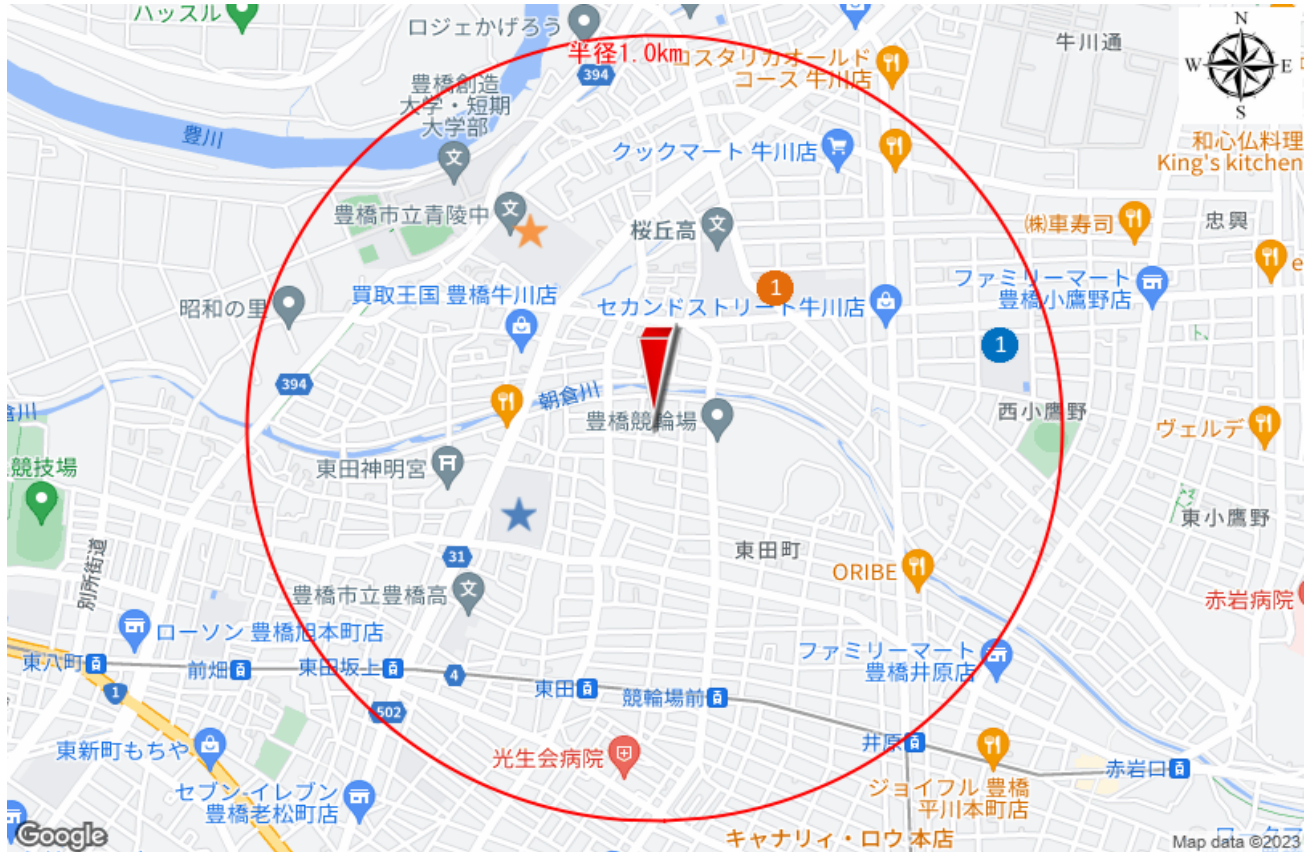 ハッスル
ロジェかげろう
半径1.0km
コスタリカオールド
コース 牛川店
牛川通
N
W
E
S
394
豊橋創造
大学・短期
大学部
豊川
クックマート 牛川店
和心仏料理
King's kitchen
豊橋市立青陵中
桜丘高
㈱車寿司
忠興
e
昭和の里
買取王国 豊橋牛川店
1
セカンドストリート牛川店
ファミリーマート
豊橋小鷹野店
1
394
朝倉川
倉川
豊橋競輪場
西小鷹野
ヴェルデ
競技場
東田神明宮
東小鷹野
31
東田町
ORIBE
別所街道
豊橋市立豊橋高
赤岩病院
ローソン 豊橋旭本町店
東八町
前畑
東田坂上
4
東田
競輪場前
ファミリーマート
豊橋井原店
1
502
東新町もちや
光生会病院
井原
赤岩口
セブン-イレブン
豊橋老松町店
ジョイフル 豊橋
平川本町店
キャナリィ・ロウ 本店
Google
Map data ©2023